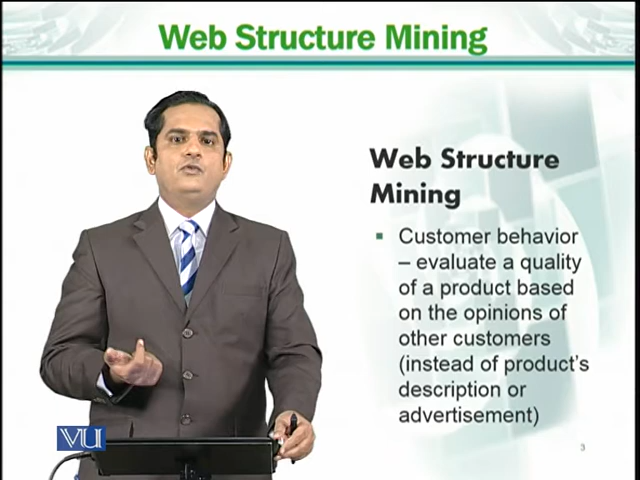 Web Structure Mining
Web Structure
Mining
▪ Customer behavior
– evaluate a quality
of a product based
on the opinions of
other customers
(instead of product's
description or
advertisement)
VU
3